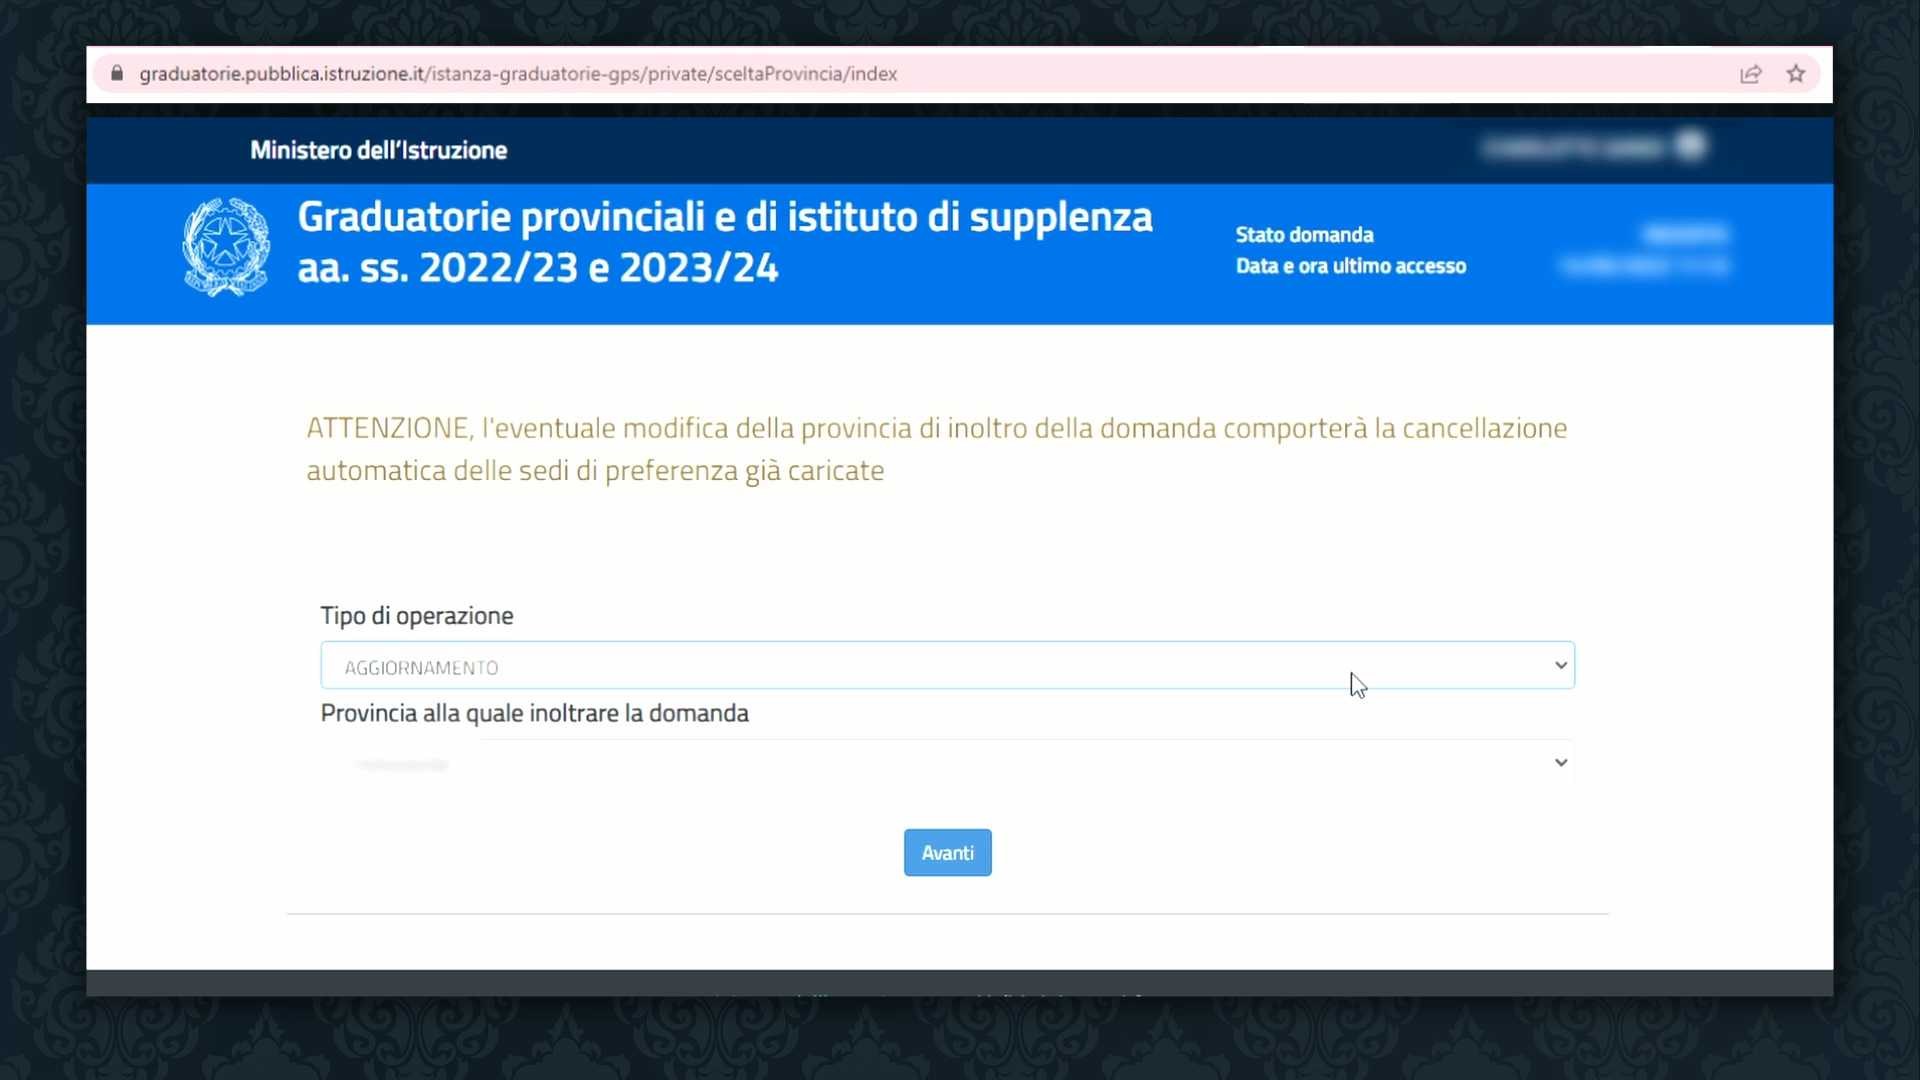 graduatorie.pubblica.istruzione.it/istanza-graduatorie-gps/private/sceltaProvincia/index
Ministero dell'Istruzione
Graduatorie provinciali e di istituto di supplenza
aa. ss. 2022/23 e 2023/24
Stato domanda
Data e ora ultimo accesso
ATTENZIONE, l'eventuale modifica della provincia di inoltro della domanda comporterà la cancellazione
automatica delle sedi di preferenza già caricate
Tipo di operazione
AGGIORNAMENTO
Provincia alla quale inoltrare la domanda
Avanti